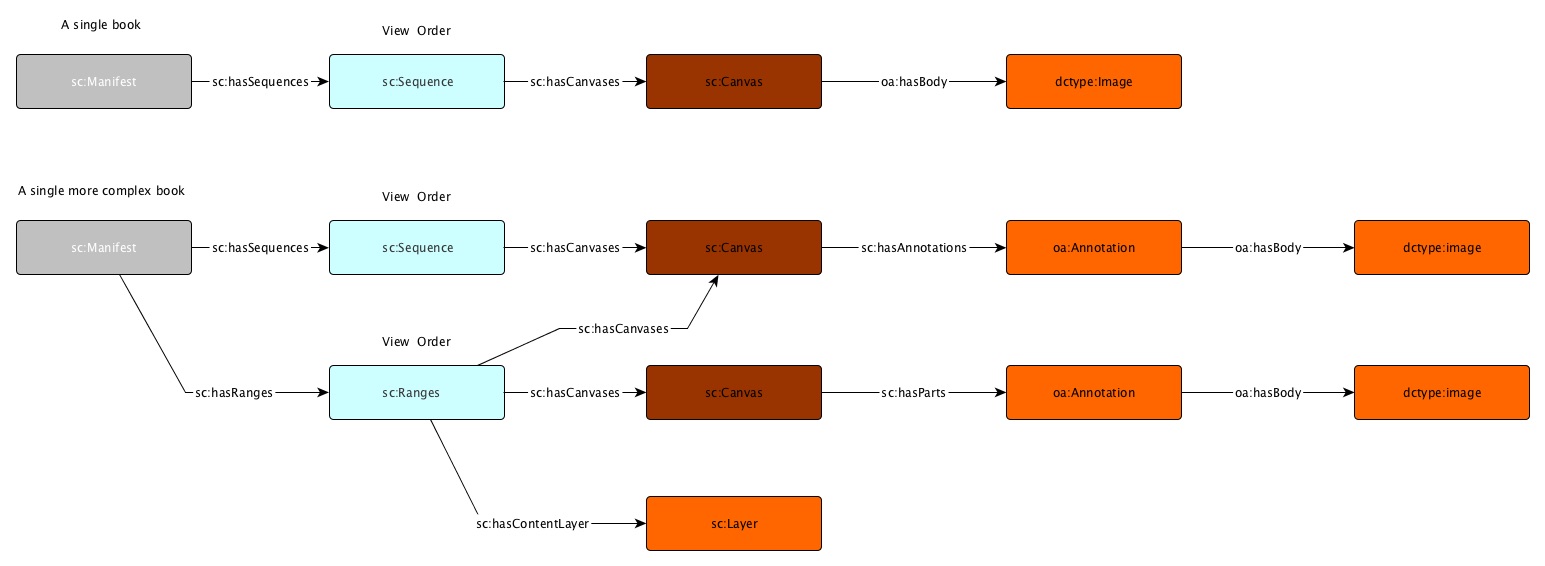 A single book
View Order
sc:Manifest
sc:hasSequences
sc:Sequence
sc:hasCanvases
sc:Canvas
oa:hasBody
dctype:Image
A single more complex book
View Order
sc:Manifest
sc:hasSequences
sc:Sequence
sc:hasCanvases
sc:Canvas
sc:hasAnnotations
oa:Annotation
oa:hasBody
dctype:image
sc:hasCanvases
View Order
sc:hasRanges
sc:Ranges
sc:hasCanvases
sc:Canvas
sc:hasParts
oa:Annotation
oa:hasBody
dctype:image
sc:hasContentLayer
sc:Layer